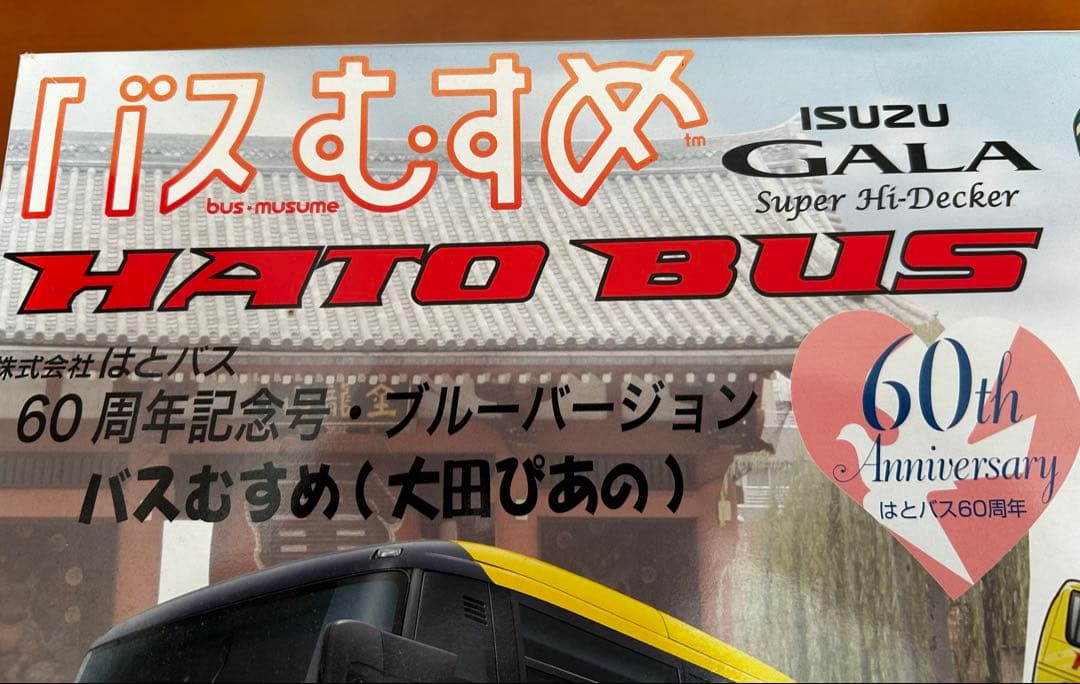 バスむすめ tm
bus・musume
ISUZU
GALA
Super Hi-Decker
HATO BUS
株式会社 はとバス
60周年記念号・ブルーバージョン
バスむすめ(大田ぴあの)
60th
Anniversary
はとバス60周年